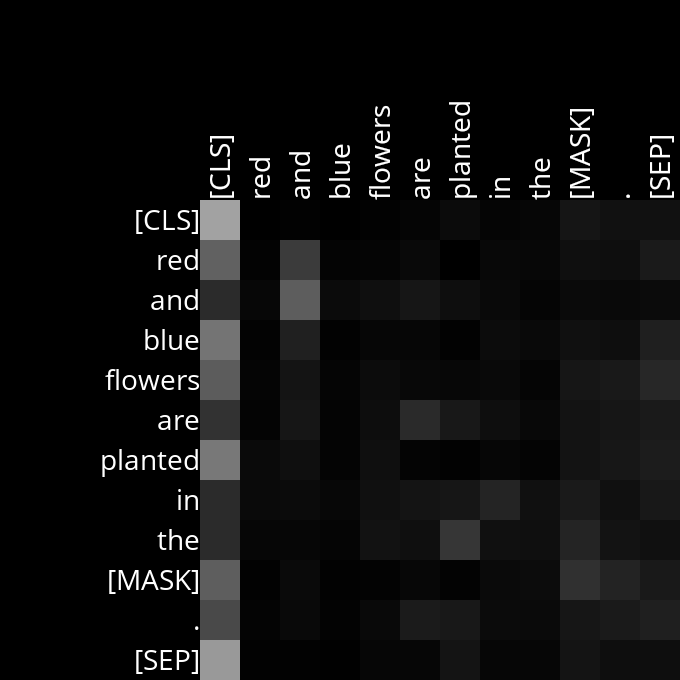 [CLS] red and blue flowers are planted in the [MASK] . [SEP]
[CLS]
red
and
blue
flowers
are
planted
in
the
[MASK]
.
[SEP]